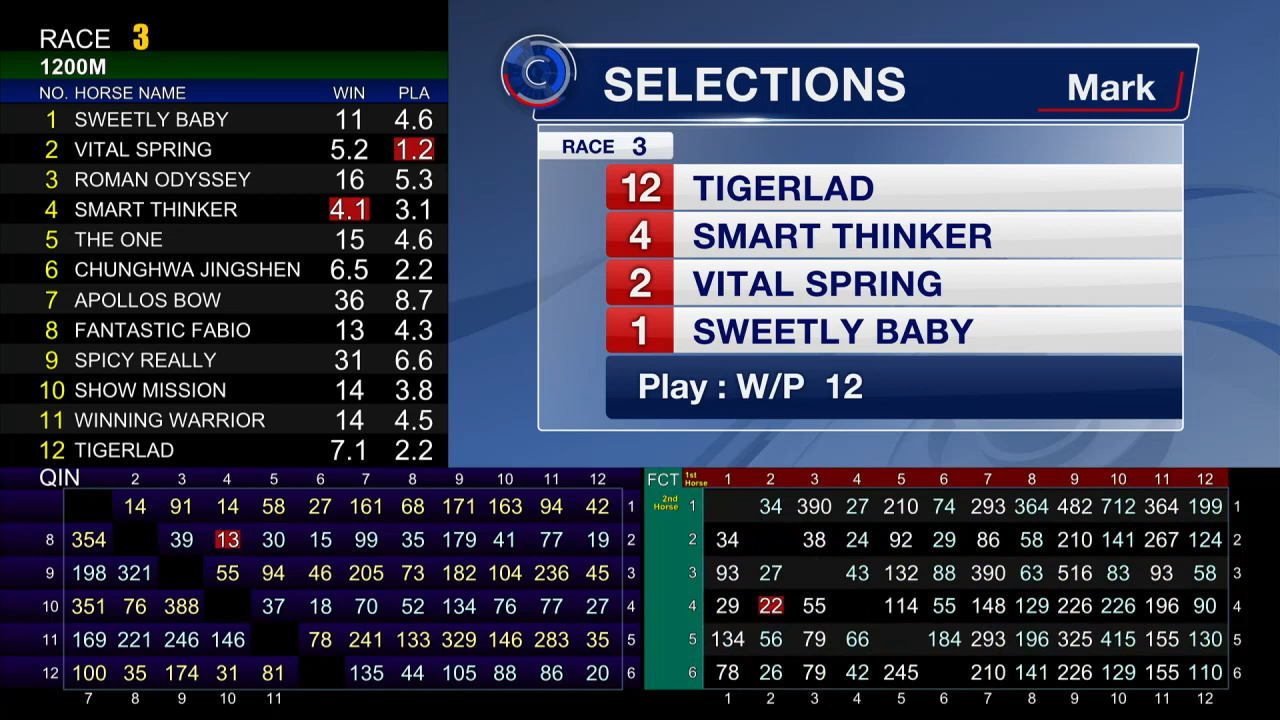 RACE 3
1200M
NO. HORSE NAME WIN PLA
1 SWEETLY BABY 11 4.6
2 VITAL SPRING 5.2 1.2
3 ROMAN ODYSSEY 16 5.3
4 SMART THINKER 4.1 3.1
5 THE ONE 15 4.6
6 CHUNGHWA JINGSHEN 6.5 2.2
7 APOLLOS BOW 36 8.7
8 FANTASTIC FABIO 13 4.3
9 SPICY REALLY 31 6.6
10 SHOW MISSION 14 3.8
11 WINNING WARRIOR 14 4.5
12 TIGERLAD 7.1 2.2
SELECTIONS Mark
RACE 3
12 TIGERLAD
4 SMART THINKER
2 VITAL SPRING
1 SWEETLY BABY
Play : W/P 12
QIN 2 3 4 5 6 7 8 9 10 11 12
14 91 14 58 27 161 68 171 163 94 42 1
8 354 39 13 30 15 99 35 179 41 77 19 2
9 198 321 55 94 46 205 73 182 104 236 45 3
10 351 76 388 37 18 70 52 134 76 77 27 4
11 169 221 246 146 78 241 133 329 146 283 35 5
12 100 35 174 31 81 135 44 105 88 86 20 6
7 8 9 10 11
FCT 1st Horse 1 2 3 4 5 6 7 8 9 10 11 12
2nd Horse 1 34 390 27 210 74 293 364 482 712 364 199 1
2 34 38 24 92 29 86 58 210 141 267 124 2
3 93 27 43 132 88 390 63 516 83 93 58 3
4 29 22 55 114 55 148 129 226 226 196 90 4
5 134 56 79 66 184 293 196 325 415 155 130 5
6 78 26 79 42 245 210 141 226 129 155 110 6
1 2 3 4 5 6 7 8 9 10 11 12